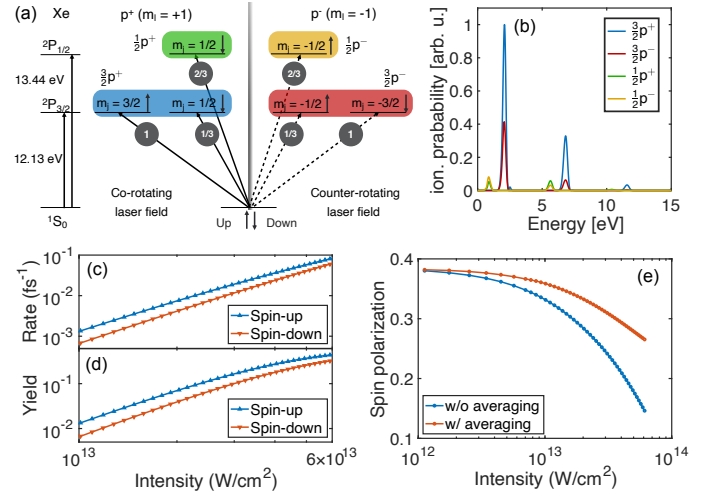 (a)
Xe
p⁺ (mₗ = +1)
p⁻ (mₗ = -1)
½p⁺
mⱼ = 1/2
mⱼ = -1/2
½p⁻
²P₁/₂
2/3
2/3
13.44 eV
3/2p⁺
3/2p⁻
²P₃/₂
mⱼ = 3/2
mⱼ = 1/2
mⱼ = -1/2
mⱼ = -3/2
1
1/3
1/3
1
12.13 eV
Co-rotating
laser field
Counter-rotating
laser field
¹S₀
Up
Down
(b)
ion. prabability [arb. u.]
1
0.8
0.6
0.4
0.2
0
0
5
10
15
Energy [eV]
3/2p⁺
3/2p⁻
½p⁺
½p⁻
(c)
Rate (fs⁻¹)
10⁻¹
10⁻²
10⁻³
Spin-up
Spin-down
(d)
Yield
10⁻¹
10⁻²
Spin-up
Spin-down
10¹³
6×10¹³
Intensity (W/cm²)
(e)
Spin polarization
0.4
0.3
0.2
0.1
w/o averaging
w/ averaging
10¹²
10¹³
10¹⁴
Intensity (W/cm²)